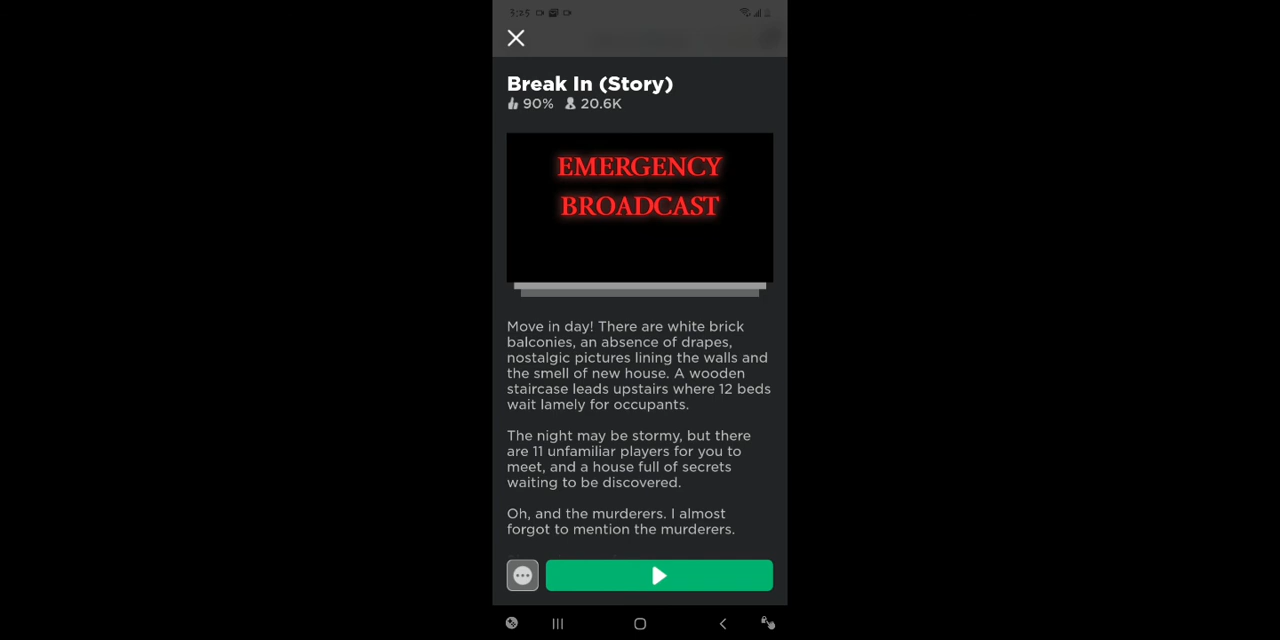 3:25
Break In (Story)
90% 20.6K
EMERGENCY
BROADCAST
Move in day! There are white brick
balconies, an absence of drapes,
nostalgic pictures lining the walls and
the smell of new house. A wooden
staircase leads upstairs where 12 beds
wait lamely for occupants.
The night may be stormy, but there
are 11 unfamiliar players for you to
meet, and a house full of secrets
waiting to be discovered.
Oh, and the murderers. I almost
forgot to mention the murderers.